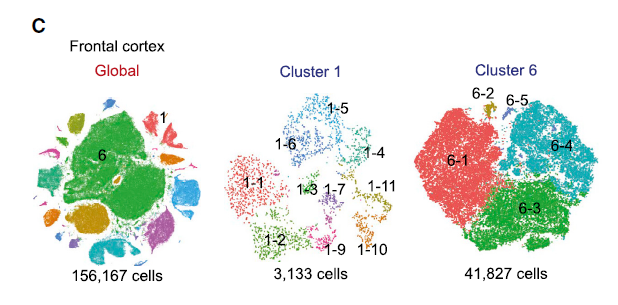 C
Frontal cortex
Global
Cluster 1
Cluster 6
1
6
156,167 cells
1-5
1-6
1-4
1-1
1-3
1-7
1-11
1-2
1-9
1-10
3,133 cells
6-2
6-5
6-4
6-1
6-3
41,827 cells